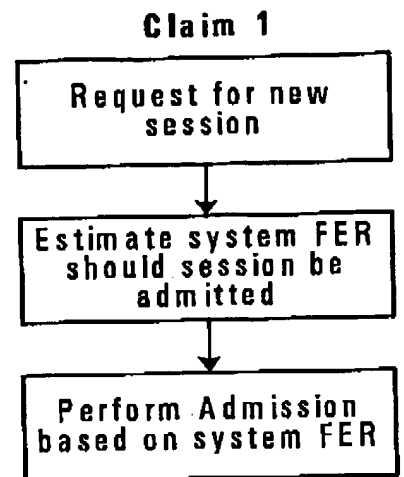 Claim 1
Request for new
session
Estimate system FER
should session be
admitted
Perform Admission
based on system FER